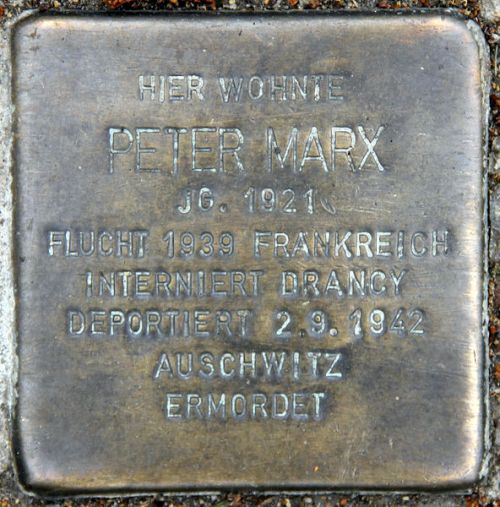 HIER WOHNTE
PETER MARX
JG. 1921
FLUCHT 1939 FRANKREICH
INTERNIERT DRANCY
DEPORTIERT 2.9.1942
AUSCHWITZ
ERMORDET